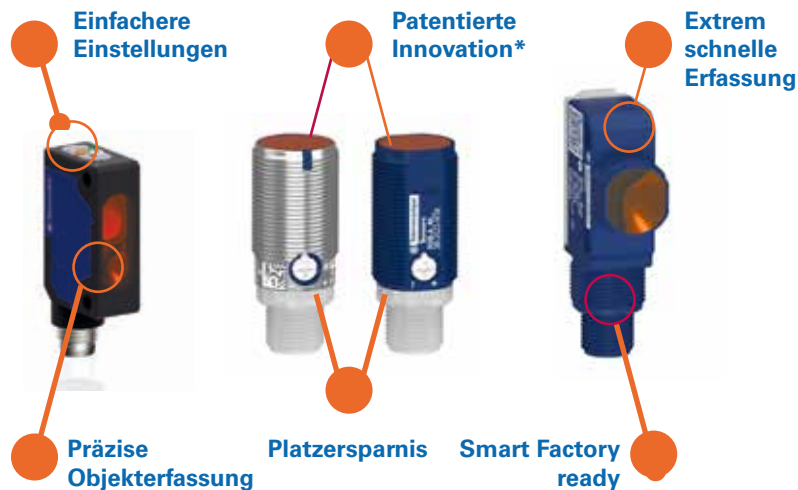 Einfachere
Einstellungen
Patentierte
Innovation*
Extrem
schnelle
Erfassung
Präzise
Objekterfassung
Platzersparnis
Smart Factory
ready